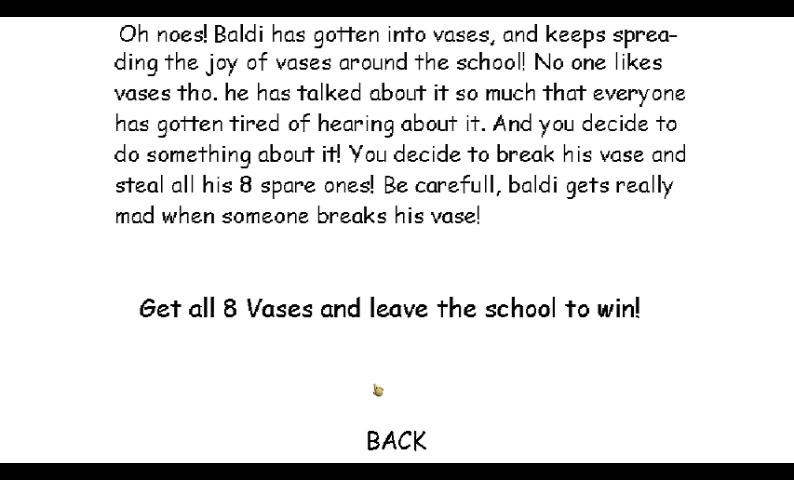 Oh noes! Baldi has gotten into vases, and keeps sprea-
ding the joy of vases around the school! No one likes
vases tho. he has talked about it so much that everyone
has gotten tired of hearing about it. And you decide to
do something about it! You decide to break his vase and
steal all his 8 spare ones! Be carefull, baldi gets really
mad when someone breaks his vase!
Get all 8 Vases and leave the school to win!
BACK